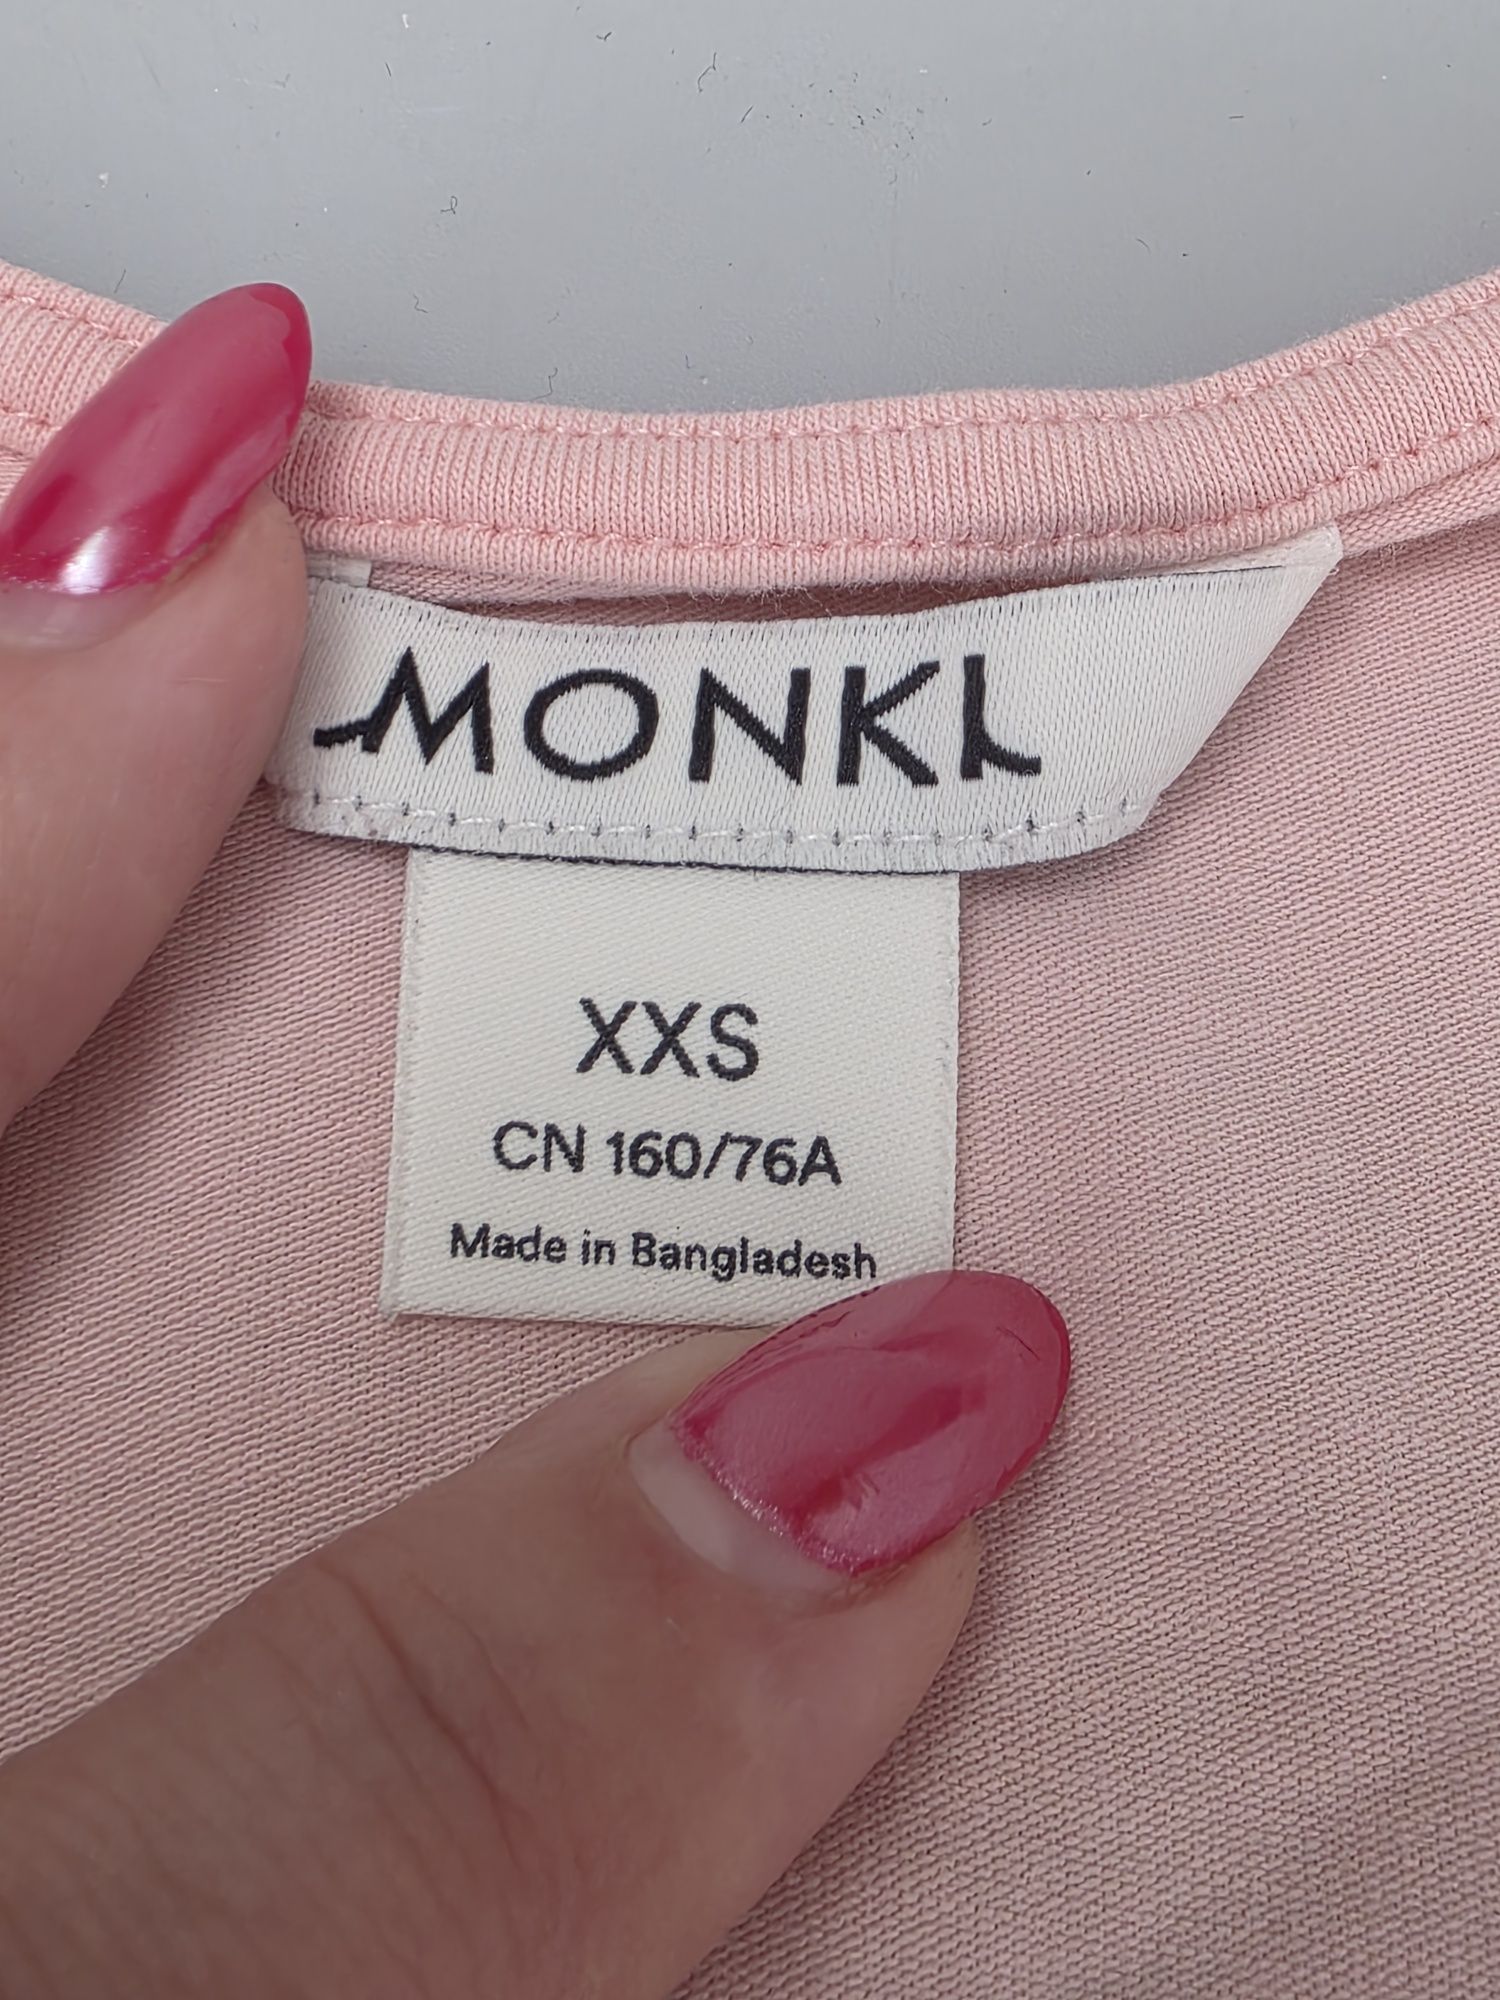 MONKI
XXS
CN 160/76A
Made in Bangladesh